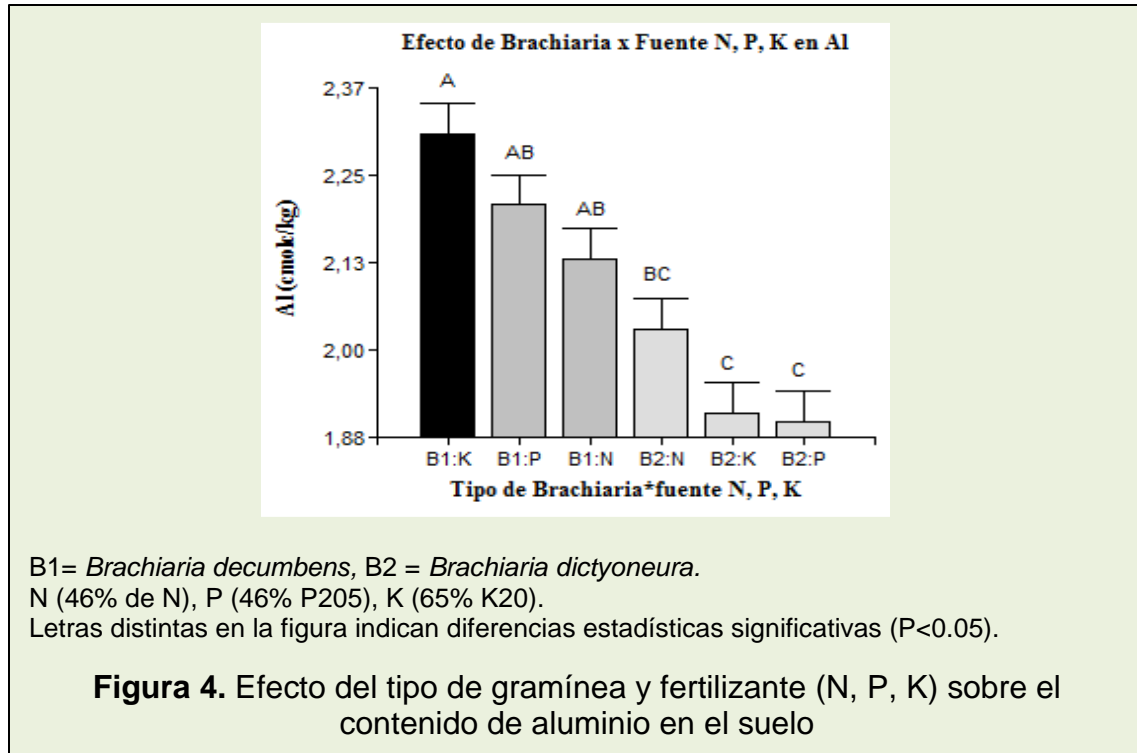 Efecto de Brachiaria x Fuente N, P, K en Al
A
2,37
AB
2,25
AB
2,13
BC
2,00
C
C
1,88
Al (cmolc/kg)
B1:K B1:P B1:N B2:N B2:K B2:P
Tipo de Brachiaria*fuente N, P, K
B1= Brachiaria decumbens, B2 = Brachiaria dictyoneura.
N (46% de N), P (46% P205), K (65% K20).
Letras distintas en la figura indican diferencias estadísticas significativas (P<0.05).
Figura 4. Efecto del tipo de gramínea y fertilizante (N, P, K) sobre el
contenido de aluminio en el suelo